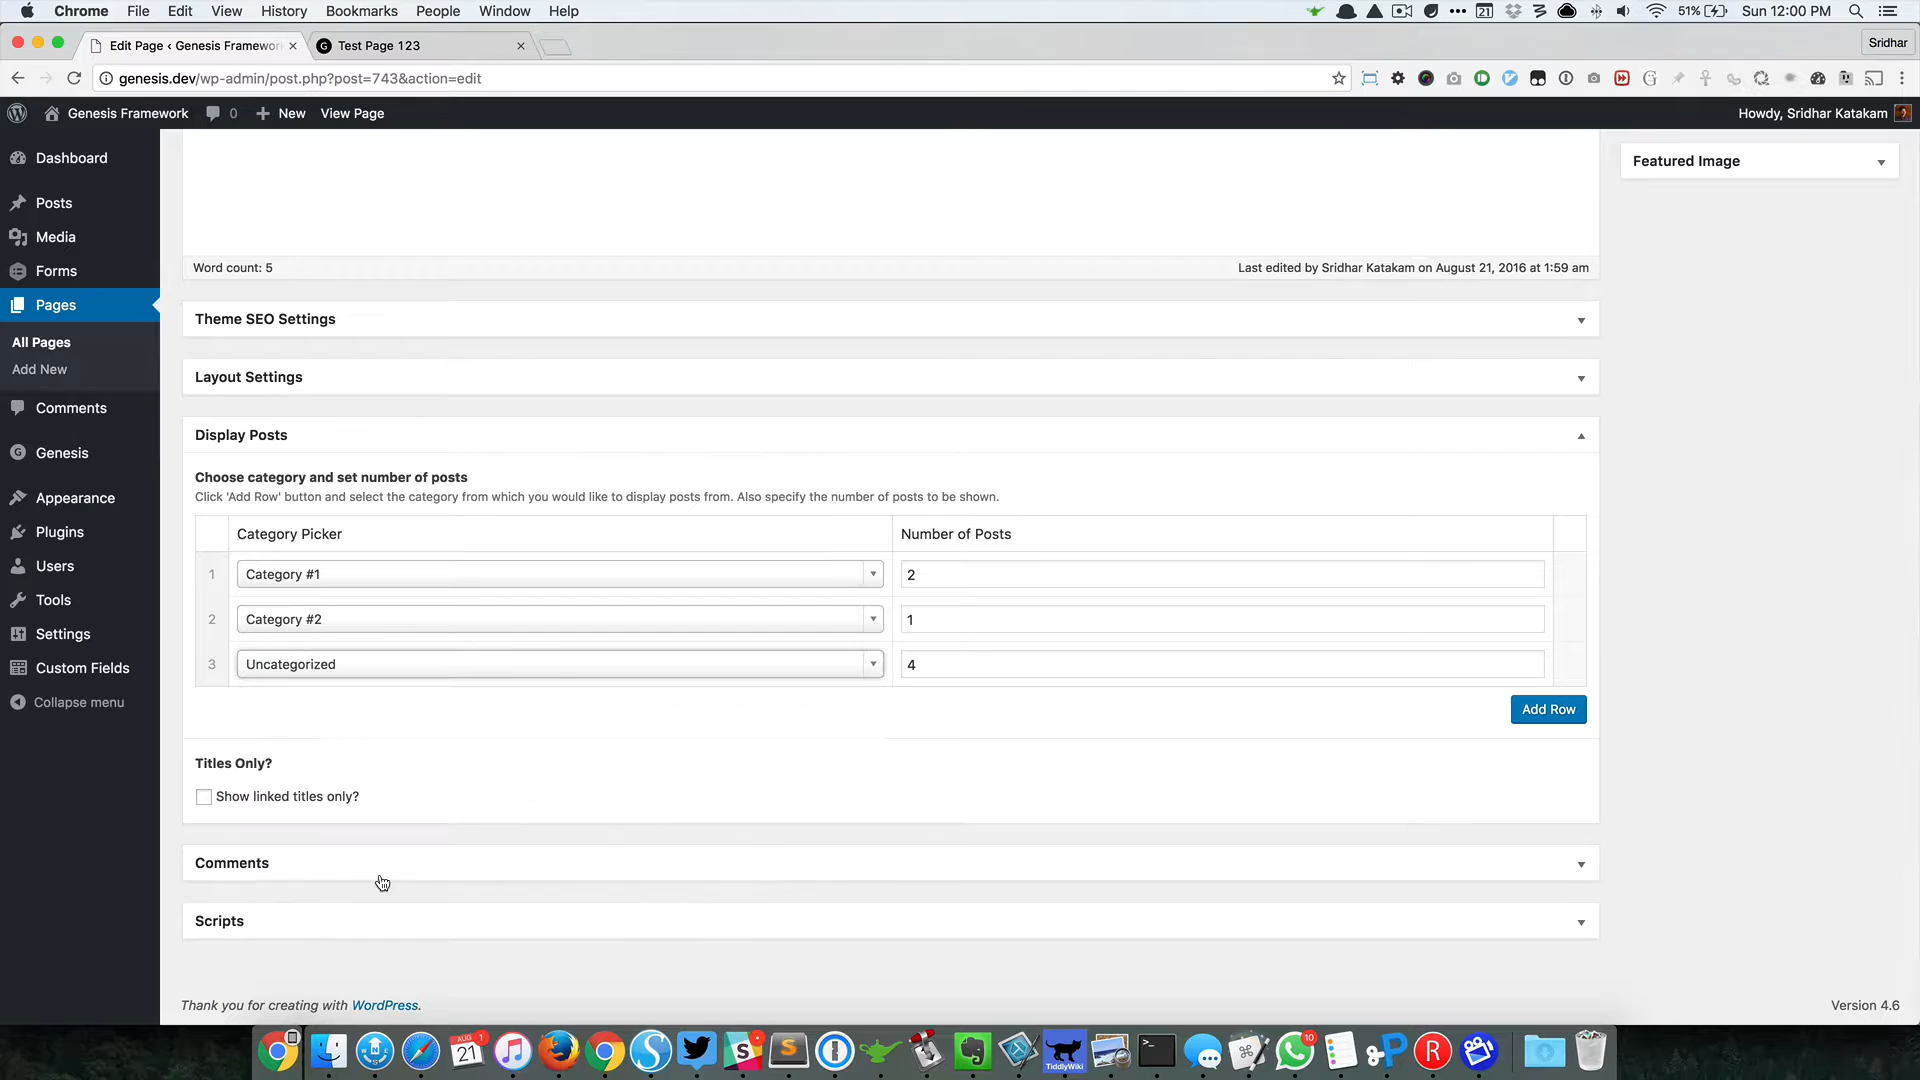 Chrome File Edit View History Bookmarks People Window Help
21 51% Sun 12:00 PM
Edit Page ‹ Genesis Framewor
G Test Page 123
Sridhar
genesis.dev/wp-admin/post.php?post=743&action=edit
Genesis Framework 0 New View Page
Howdy, Sridhar Katakam
Dashboard
Posts
Media
Forms
Pages
All Pages
Add New
Comments
Genesis
Appearance
Plugins
Users
Tools
Settings
Custom Fields
Collapse menu
Featured Image
Word count: 5
Last edited by Sridhar Katakam on August 21, 2016 at 1:59 am
Theme SEO Settings
Layout Settings
Display Posts
Choose category and set number of posts
Click 'Add Row' button and select the category from which you would like to display posts from. Also specify the number of posts to be shown.
Category Picker Number of Posts
1 Category #1 2
2 Category #2 1
3 Uncategorized 4
Add Row
Titles Only?
Show linked titles only?
Comments
Scripts
Thank you for creating with WordPress.
Version 4.6
AUG 21 1
TiddlyWiki
10